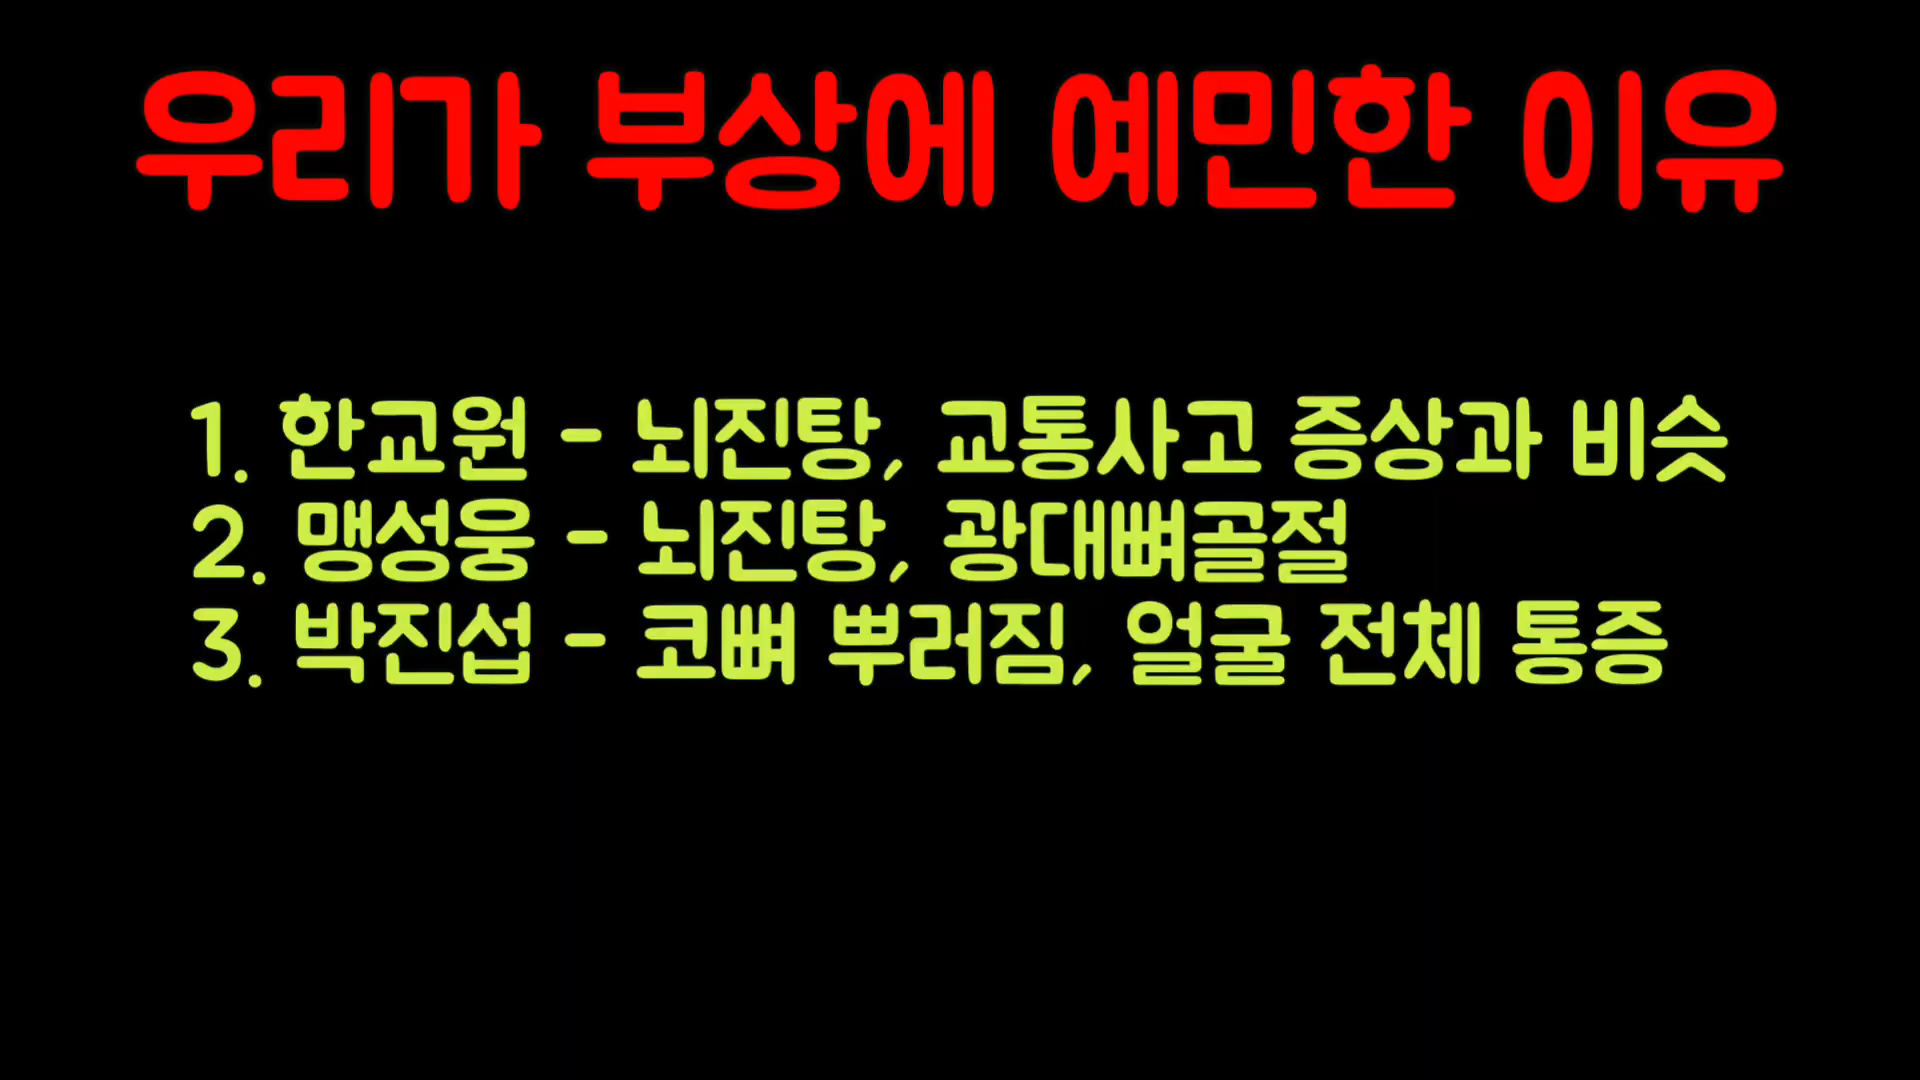 우리가 부상에 예민한 이유
1. 한교원 - 뇌진탕, 교통사고 증상과 비슷
2. 맹성웅 - 뇌진탕, 광대뼈골절
3. 박진섭 - 코뼈 뿌러짐, 얼굴 전체 통증